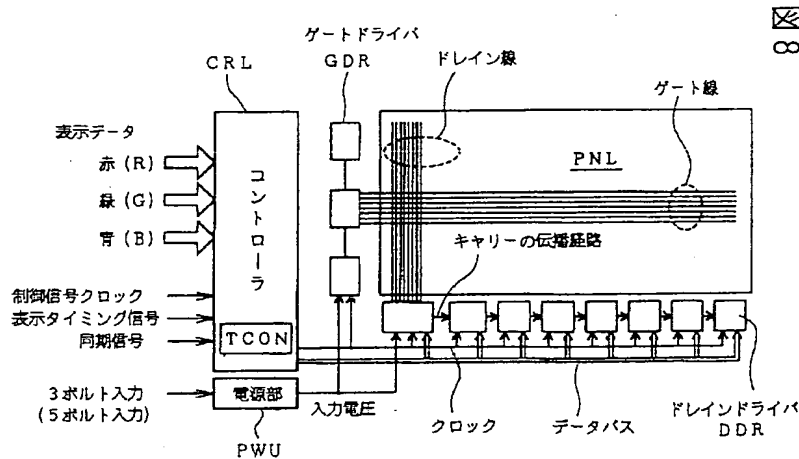 図8
ゲートドライバ
GDR
ドレイン線
CRL
ゲート線
表示データ
赤(R)
緑(G)
青(B)
コントローラ
PNL
キャリーの伝播経路
制御信号クロック
表示タイミング信号
同期信号
TCON
3ボルト入力
(5ボルト入力)
電源部
PWU
入力電圧
クロック
データバス
ドレインドライバ
DDR